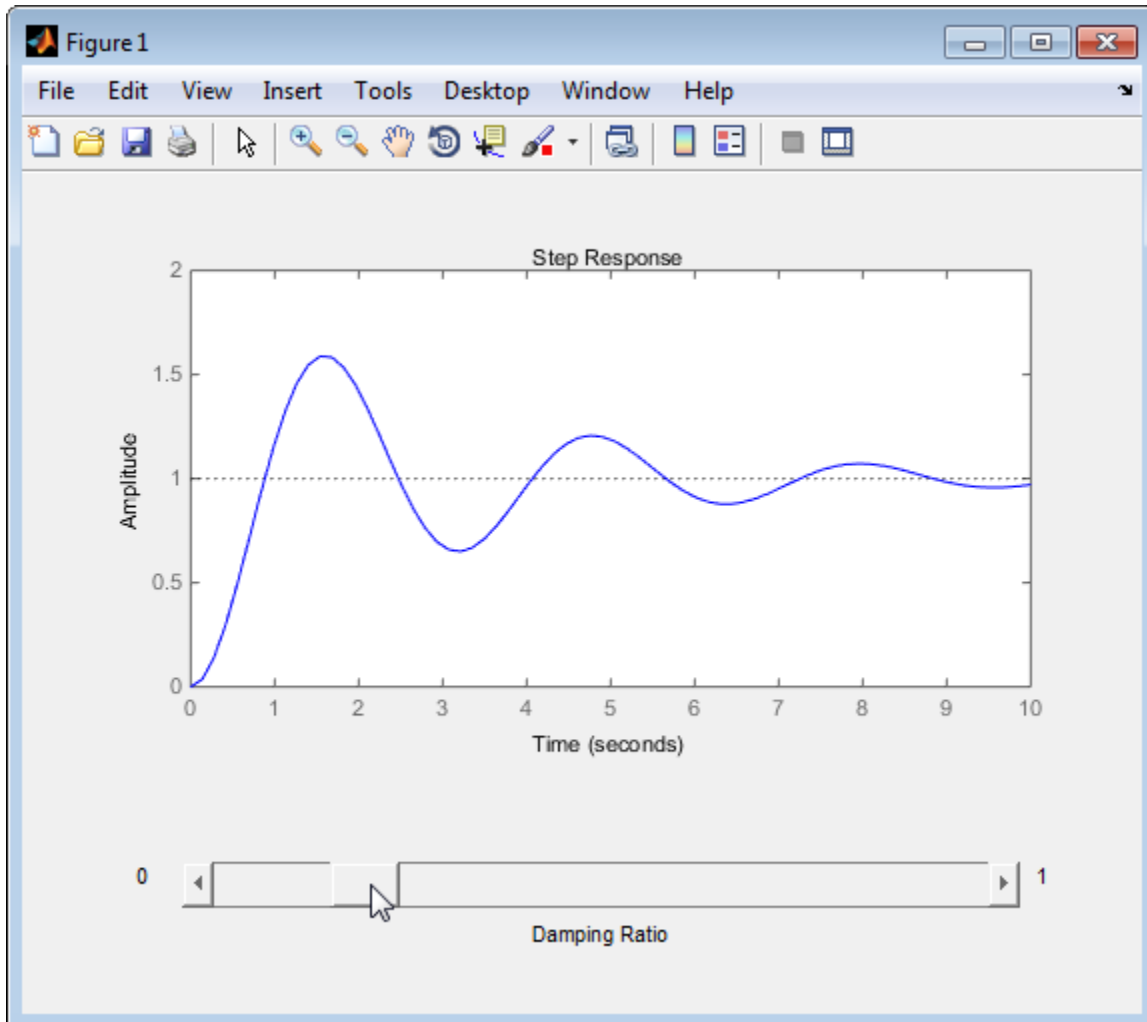 Figure 1
File Edit View Insert Tools Desktop Window Help
Step Response
2
1.5
1
0.5
0
Amplitude
0 1 2 3 4 5 6 7 8 9 10
Time (seconds)
0 1
Damping Ratio